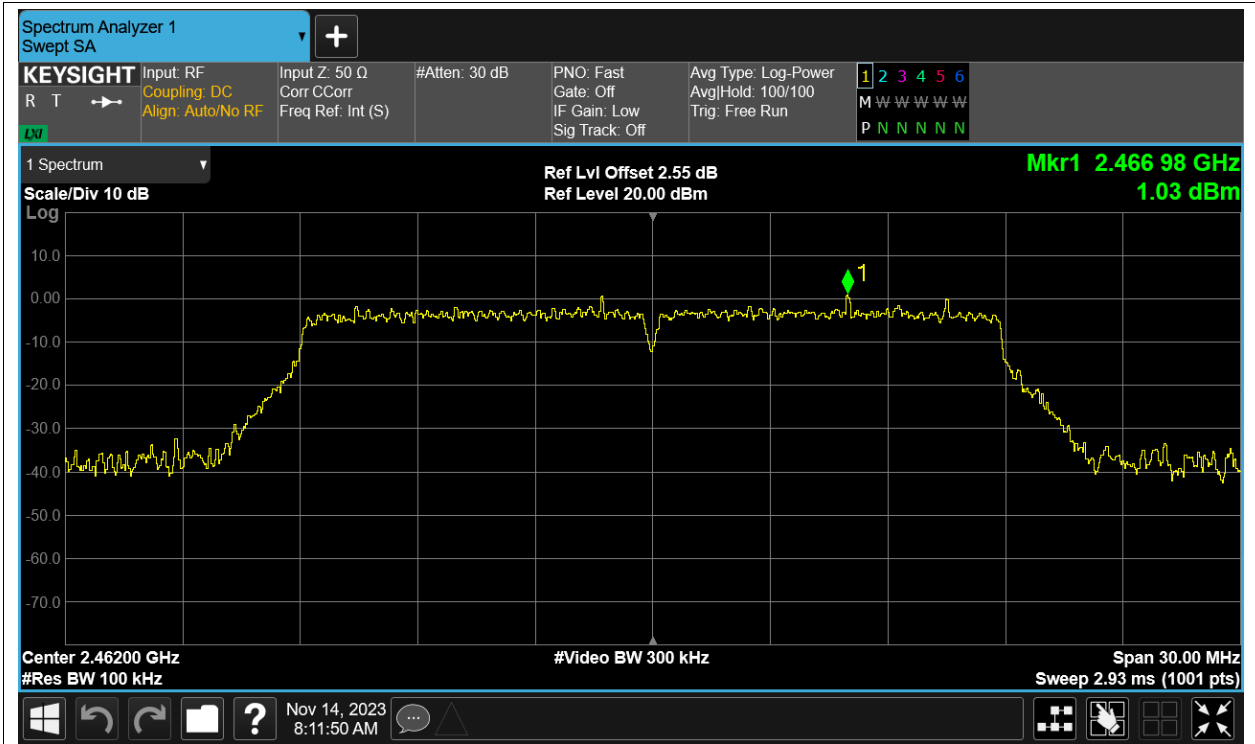 Spectrum Analyzer 1
Swept SA
+
KEYSIGHT
R T
LXI
Input: RF
Coupling: DC
Align: Auto/No RF
Input Z: 50 Ω
Corr CCorr
Freq Ref: Int (S)
#Atten: 30 dB
PNO: Fast
Gate: Off
IF Gain: Low
Sig Track: Off
Avg Type: Log-Power
Avg|Hold: 100/100
Trig: Free Run
1 2 3 4 5 6
M W W W W W W
P N N N N N N
1 Spectrum
Scale/Div 10 dB
Log
Ref Lvl Offset 2.55 dB
Ref Level 20.00 dBm
Mkr1 2.466 98 GHz
1.03 dBm
1
10.0
0.00
-10.0
-20.0
-30.0
-40.0
-50.0
-60.0
-70.0
Center 2.46200 GHz
#Res BW 100 kHz
#Video BW 300 kHz
Span 30.00 MHz
Sweep 2.93 ms (1001 pts)
?
Nov 14, 2023
8:11:50 AM